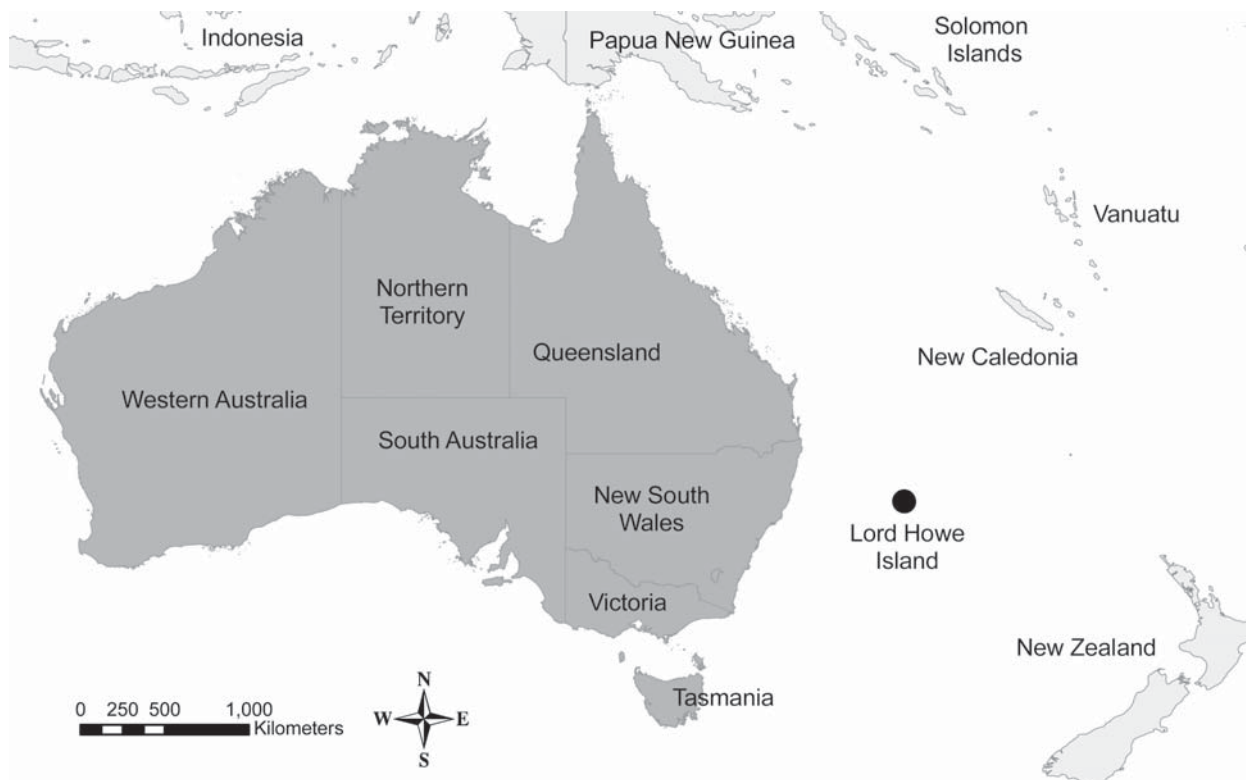 Indonesia
Papua New Guinea
Solomon
Islands
Vanuatu
Northern
Territory
Queensland
New Caledonia
Western Australia
South Australia
New South
Wales
Lord Howe
Island
Victoria
New Zealand
Tasmania
N
W E
S
0 250 500 1,000
Kilometers